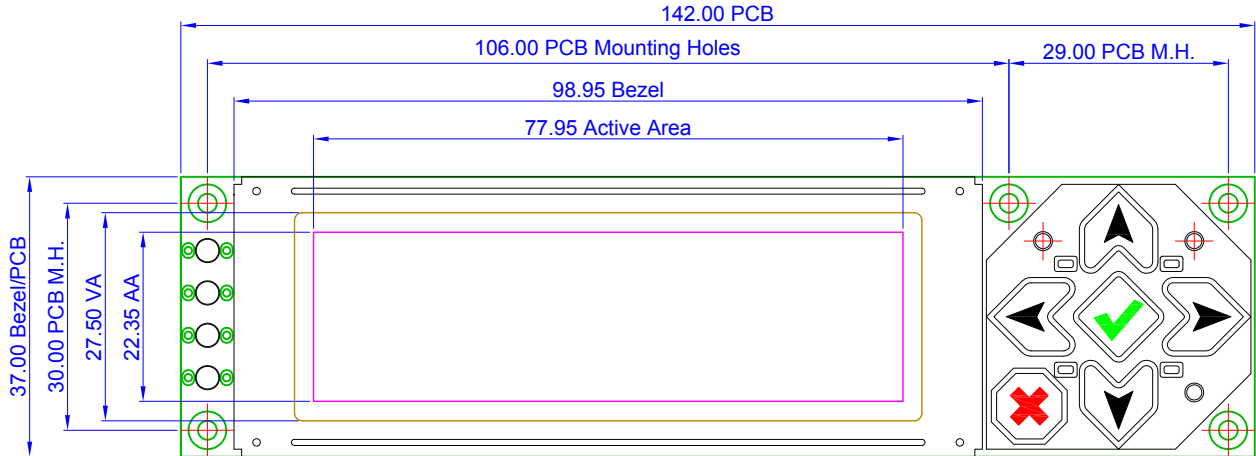 142.00 PCB
106.00 PCB Mounting Holes
29.00 PCB M.H.
98.95 Bezel
77.95 Active Area
37.00 Bezel/PCB
30.00 PCB M.H.
27.50 VA
22.35 AA